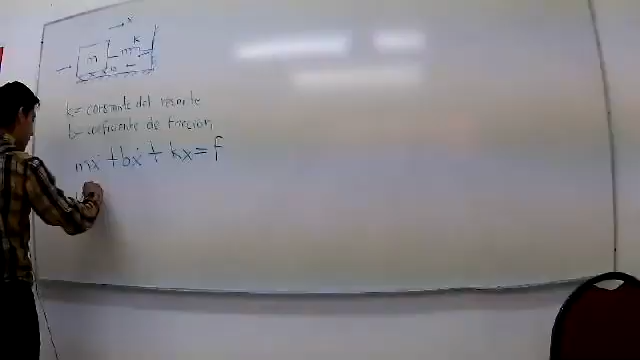 x
k
m
b
k = constante del resorte
b = coeficiente de friccion
mẍ + bẋ + kx = f